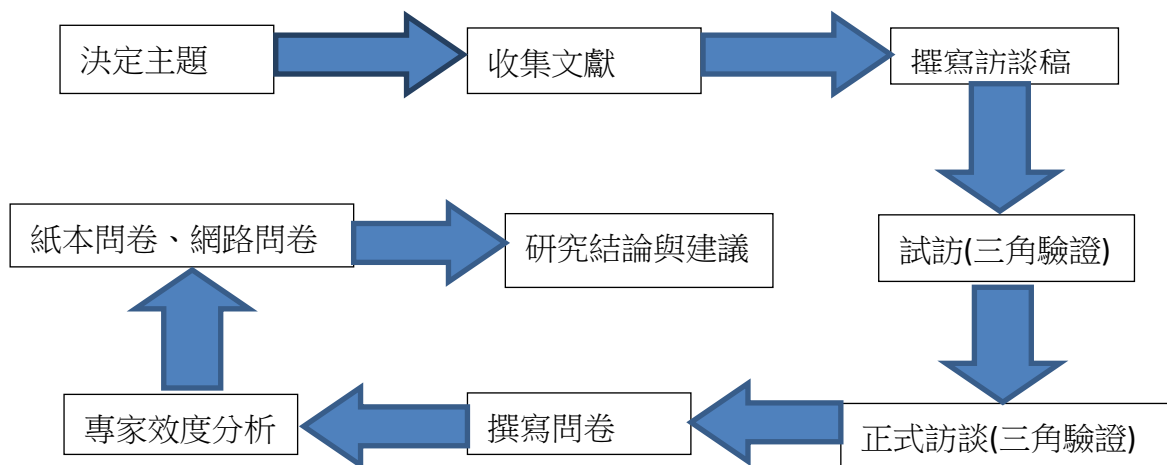 決定主題
收集文獻
撰寫訪談稿
試訪(三角驗證)
正式訪談(三角驗證)
撰寫問卷
專家效度分析
紙本問卷、網路問卷
研究結論與建議